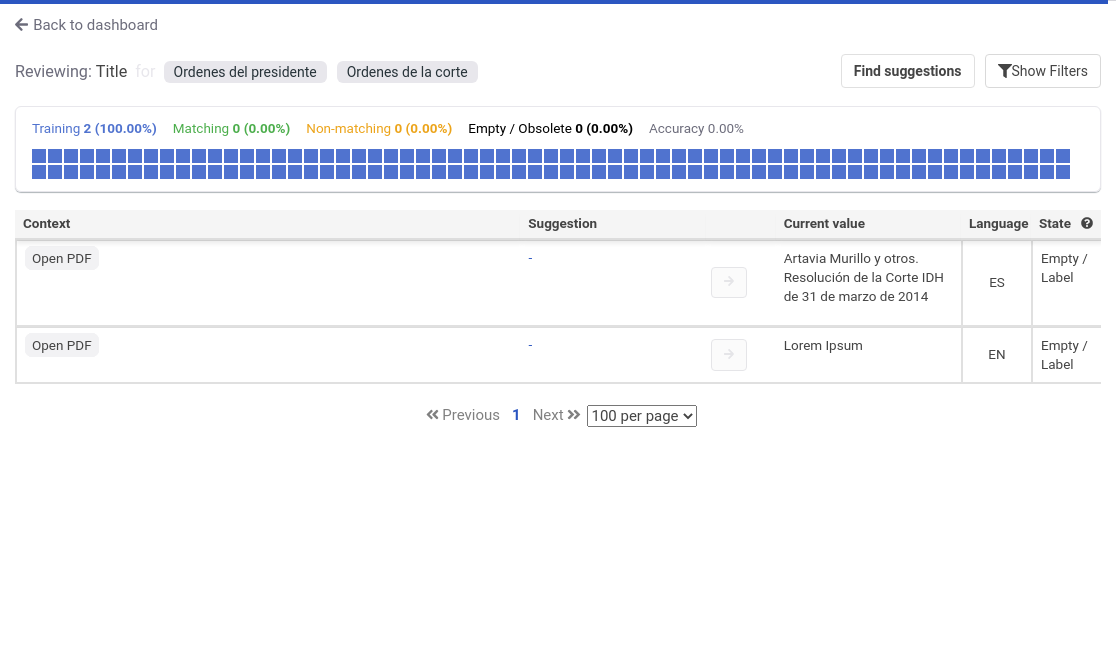 Back to dashboard
Reviewing: Title for Ordenes del presidente Ordenes de la corte Find suggestions Show Filters
Training 2 (100.00%) Matching 0 (0.00%) Non-matching 0 (0.00%) Empty / Obsolete 0 (0.00%) Accuracy 0.00%
Context Suggestion Current value Language State
Open PDF - Artavia Murillo y otros. Empty /
Resolución de la Corte IDH Label
de 31 de marzo de 2014 ES
Open PDF - Lorem Ipsum EN Empty /
Label
Previous 1 Next 100 per page